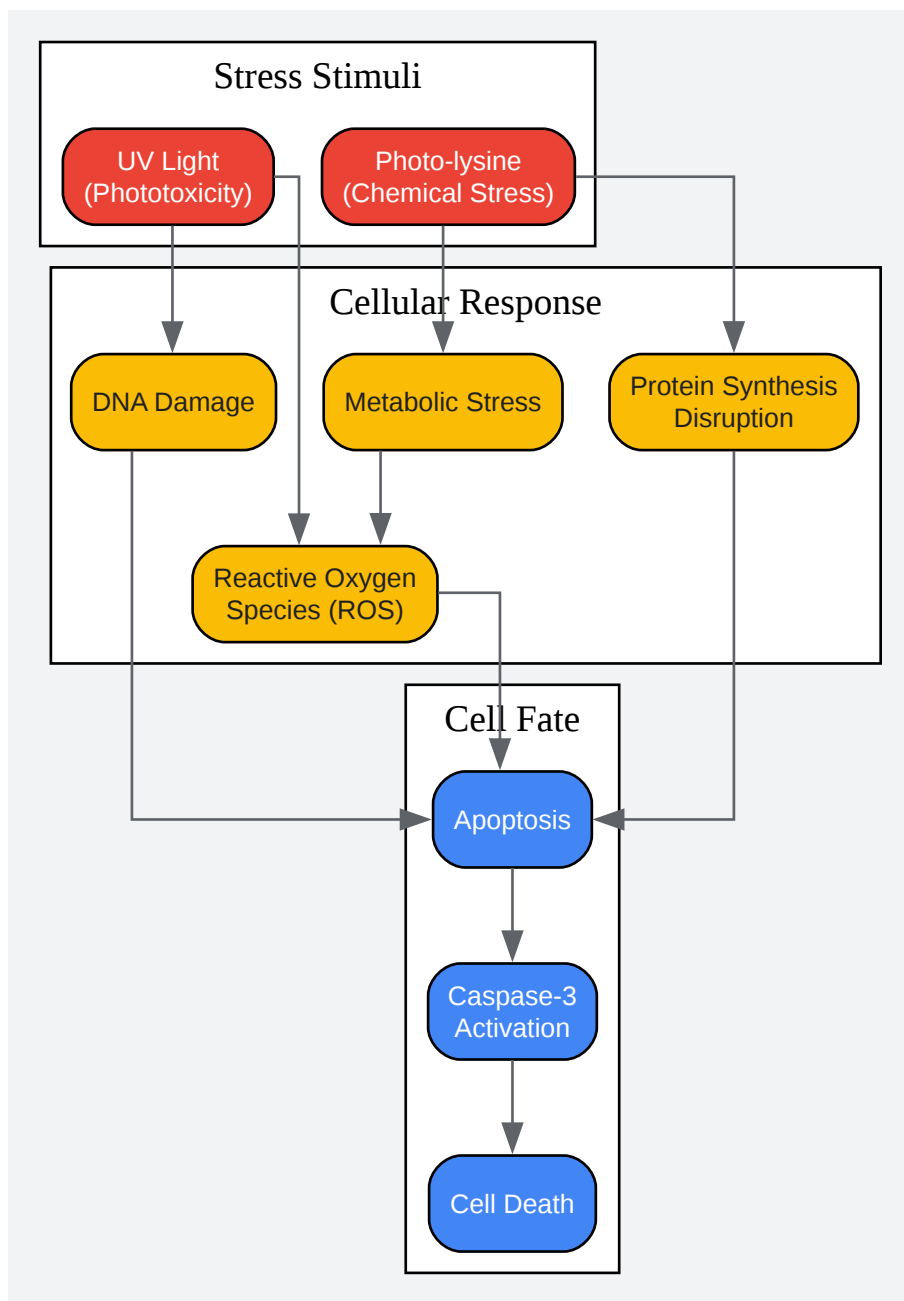 Stress Stimuli
UV Light
(Phototoxicity)
Photo-lysine
(Chemical Stress)
Cellular Response
DNA Damage
Metabolic Stress
Protein Synthesis
Disruption
Reactive Oxygen
Species (ROS)
Cell Fate
Apoptosis
Caspase-3
Activation
Cell Death